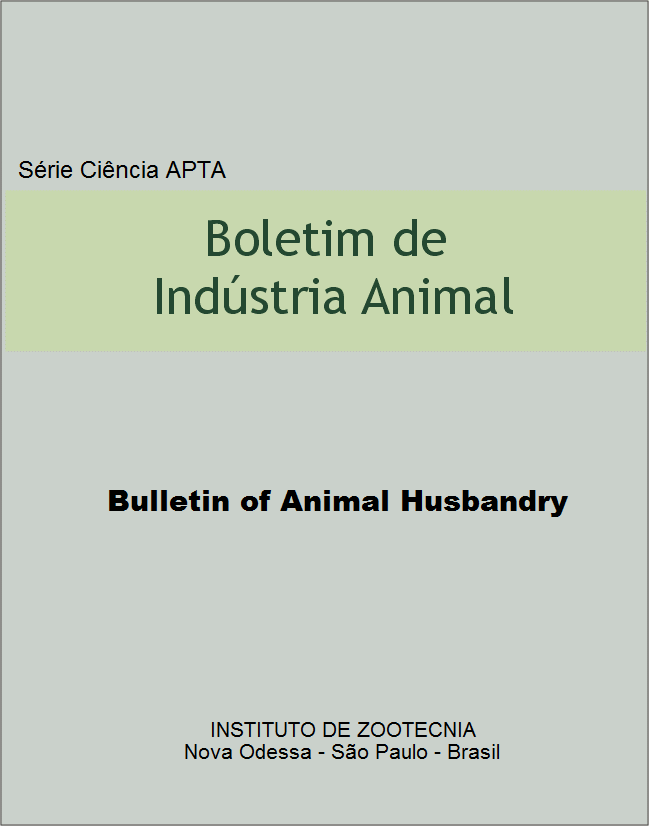 Série Ciência APTA
Boletim de
Indústria Animal
Bulletin of Animal Husbandry
INSTITUTO DE ZOOTECNIA
Nova Odessa - São Paulo - Brasil